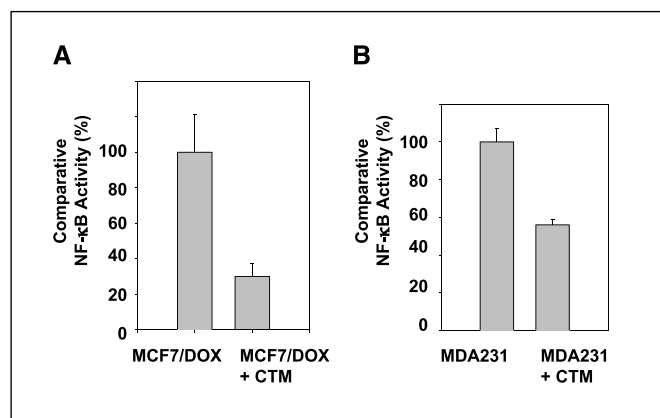 A
Comparative
NF-κB Activity (%)
100
80
60
40
20
0
MCF7/DOX
MCF7/DOX
+ CTM
B
Comparative
NF-κB Activity (%)
100
80
60
40
20
0
MDA231
MDA231
+ CTM